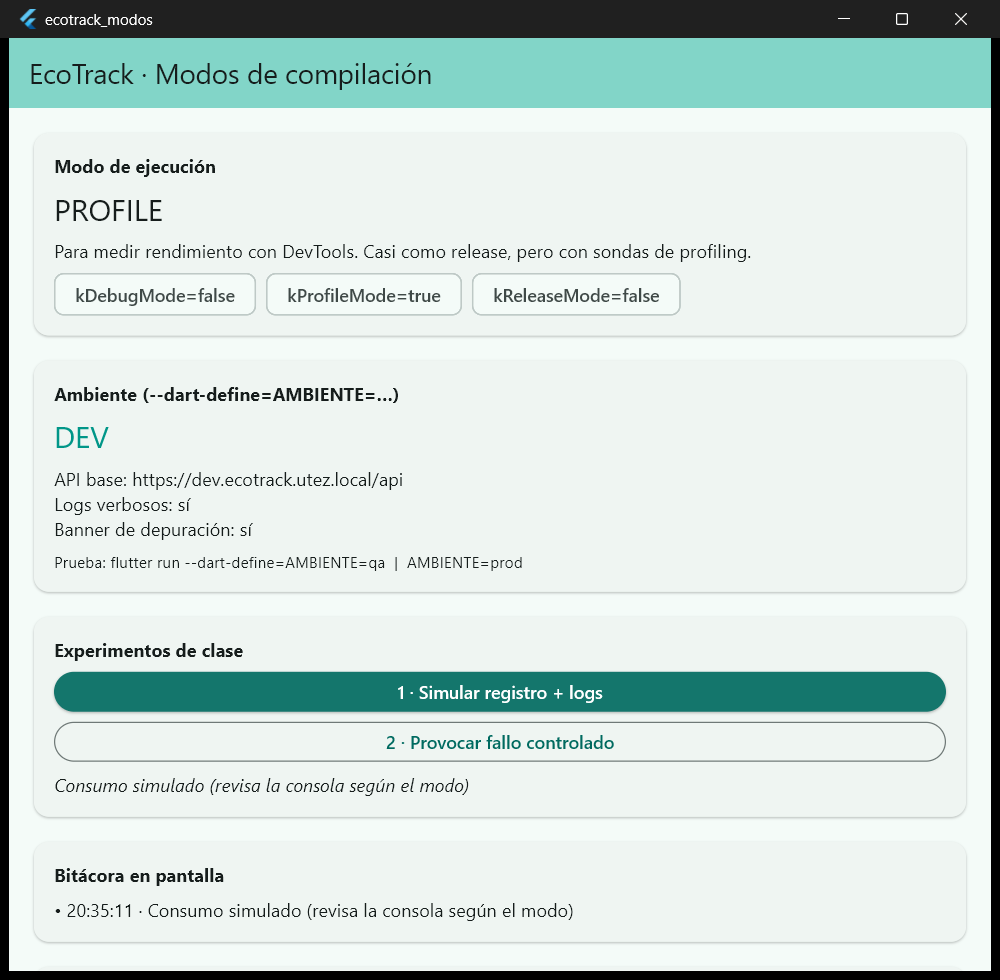 ecotrack_modos
EcoTrack · Modos de compilación
Modo de ejecución
PROFILE
Para medir rendimiento con DevTools. Casi como release, pero con sondas de profiling.
kDebugMode=false kProfileMode=true kReleaseMode=false
Ambiente (--dart-define=AMBIENTE=...)
DEV
API base: https://dev.ecotrack.utez.local/api
Logs verbosos: sí
Banner de depuración: sí
Prueba: flutter run --dart-define=AMBIENTE=qa | AMBIENTE=prod
Experimentos de clase
1 · Simular registro + logs
2 · Provocar fallo controlado
Consumo simulado (revisa la consola según el modo)
Bitácora en pantalla
• 20:35:11 · Consumo simulado (revisa la consola según el modo)